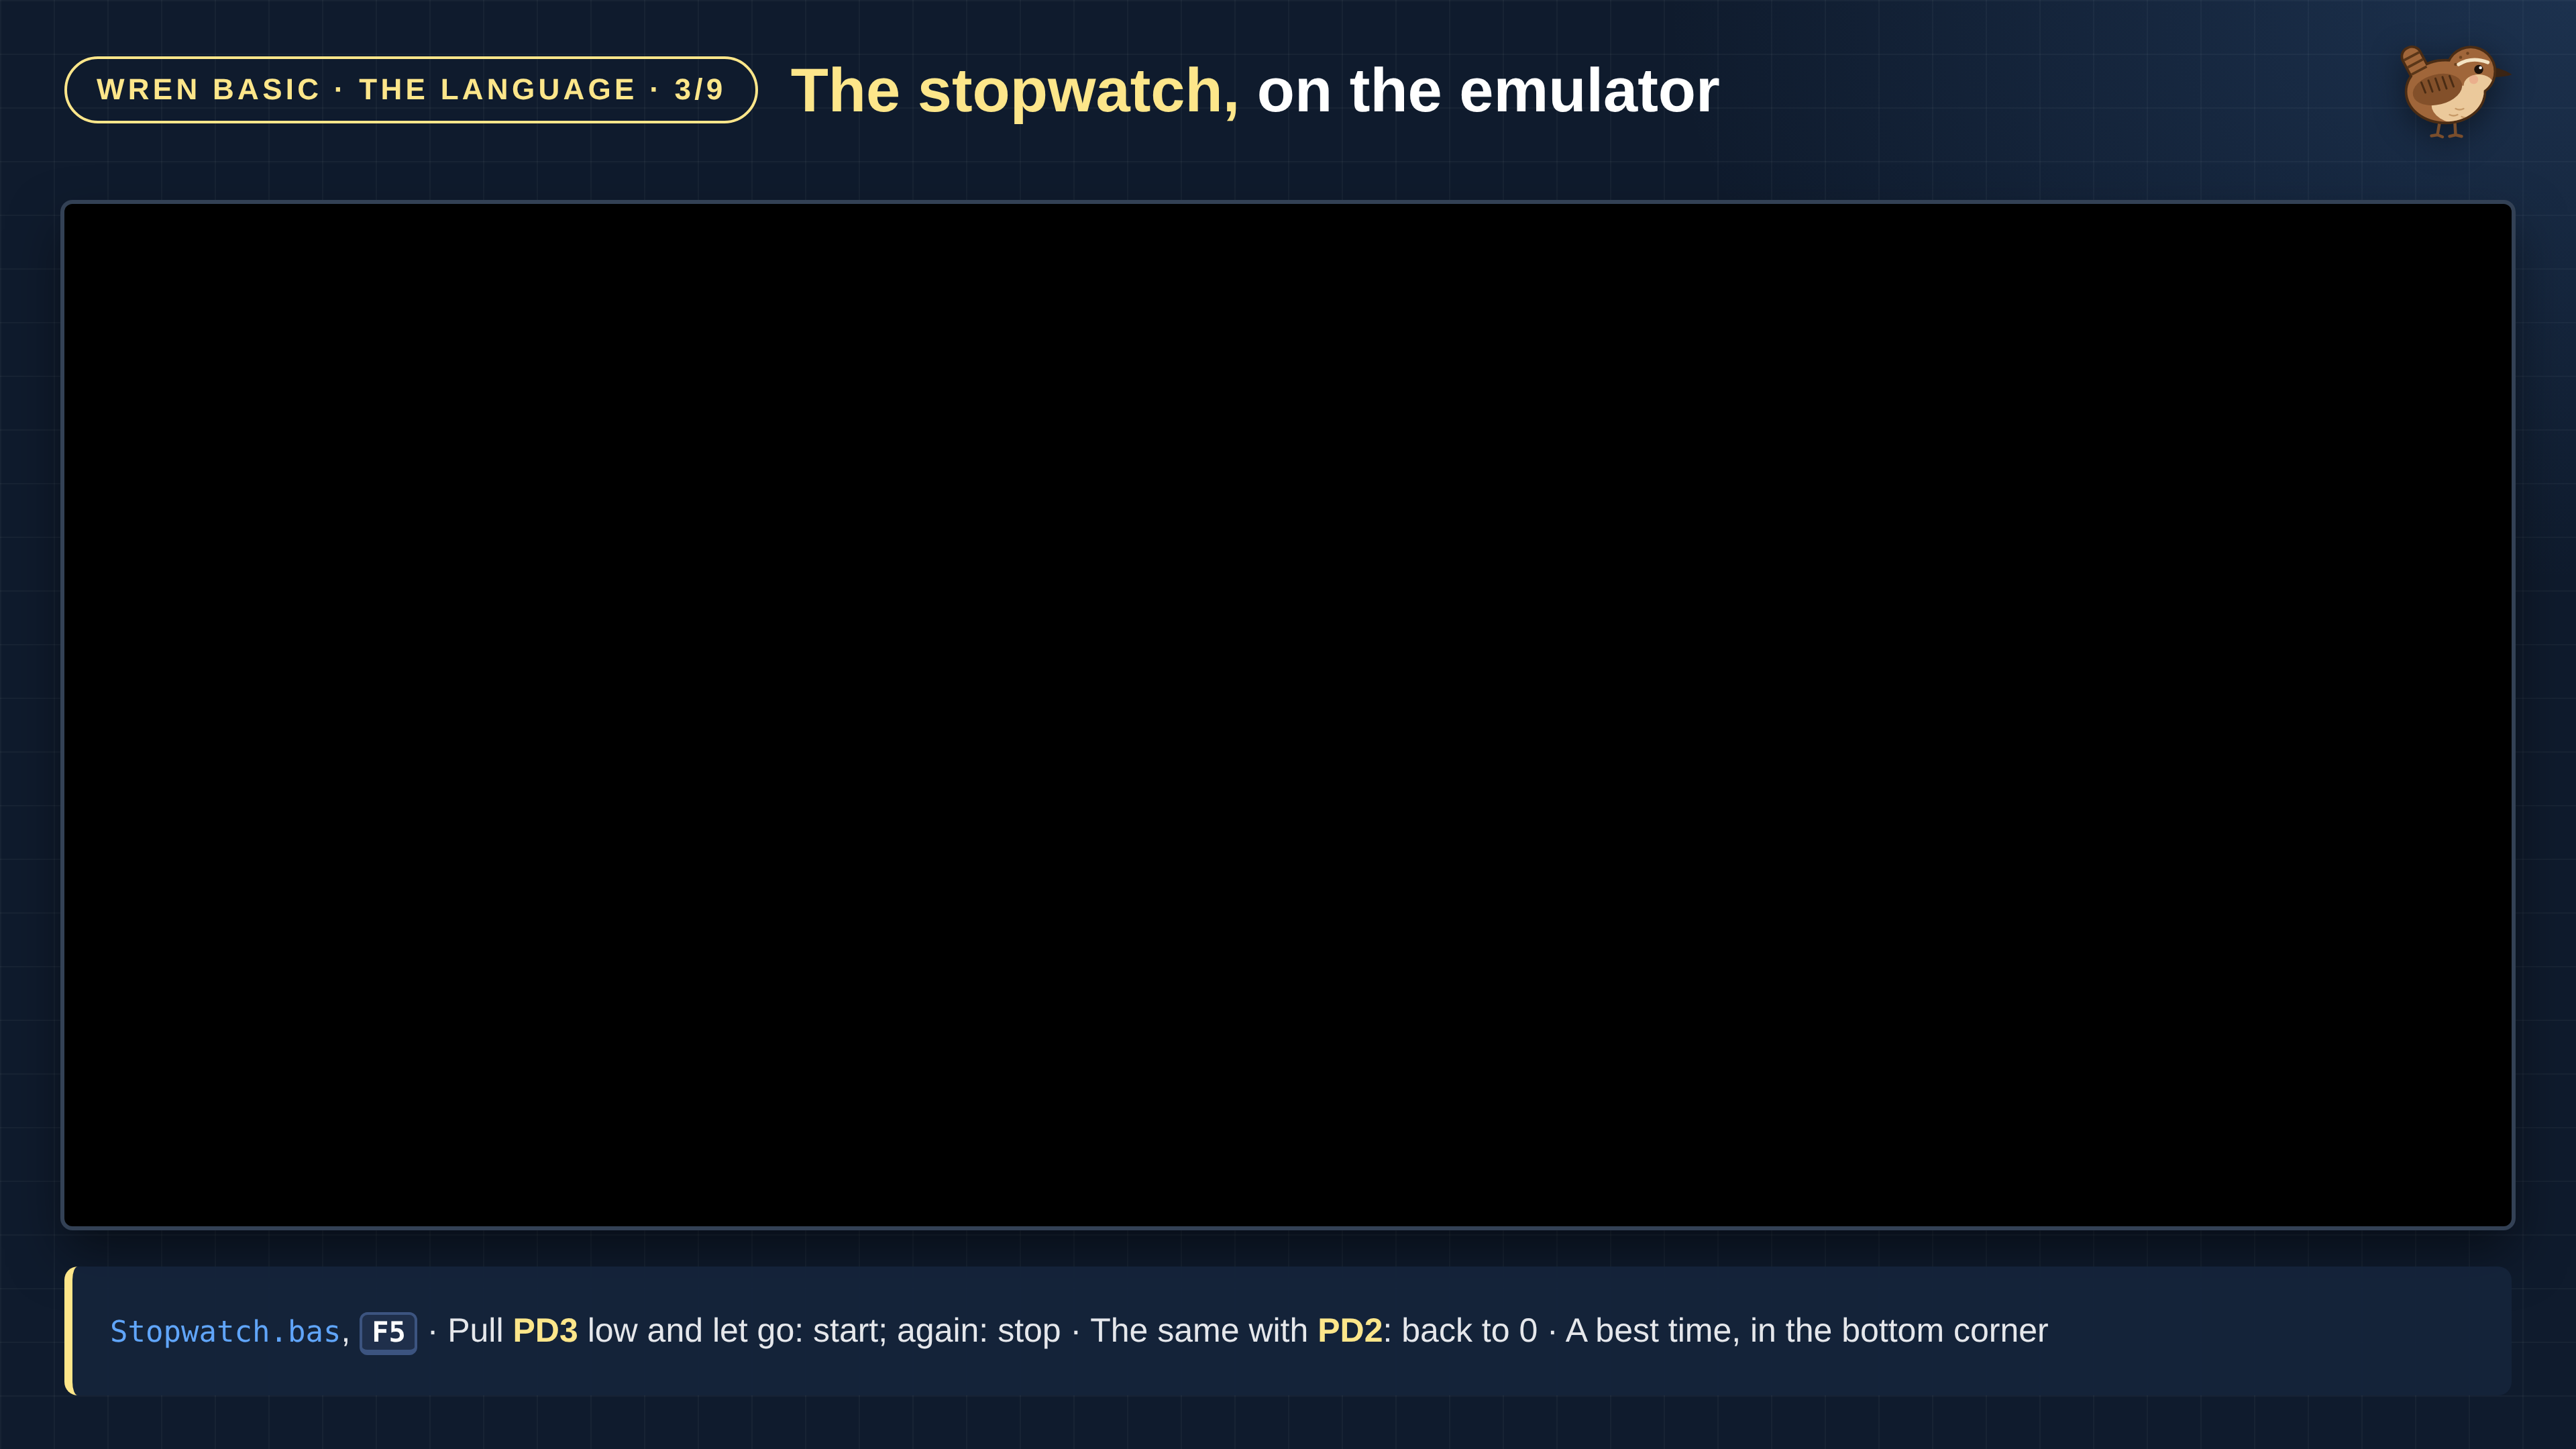 WREN BASIC · THE LANGUAGE · 3/9
The stopwatch, on the emulator
Stopwatch.bas, F5 · Pull PD3 low and let go: start; again: stop · The same with PD2: back to 0 · A best time, in the bottom corner